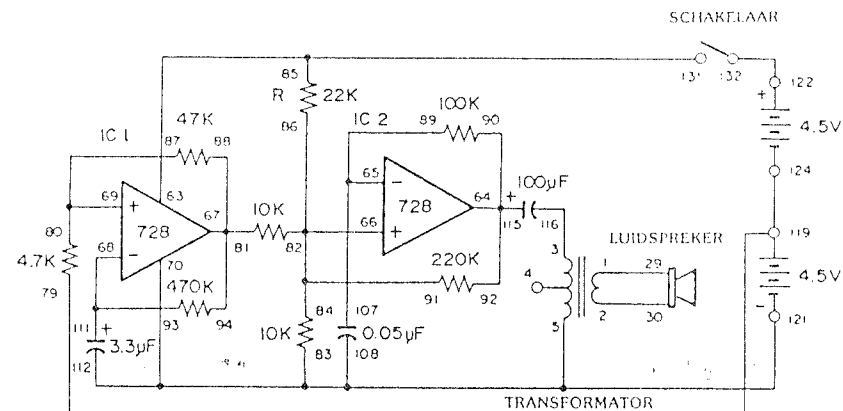 SCHAKELAAR
131 132
122
+
4.5V
124
119
4.5V
-
121
85
R 22K
86
IC 1
47K
87 88
IC 2
100K
89 90
69
+
63
728
67
68
-
70
80
4.7K
79
81
10K
82
65
-
728
64
66
+
+
100µF
115 116
470K
93 94
220K
91 92
111
+
3.3µF
112
84
10K
83
107
0.05µF
108
3
4
5
1
2
LUIDSPREKER
29
30
TRANSFORMATOR